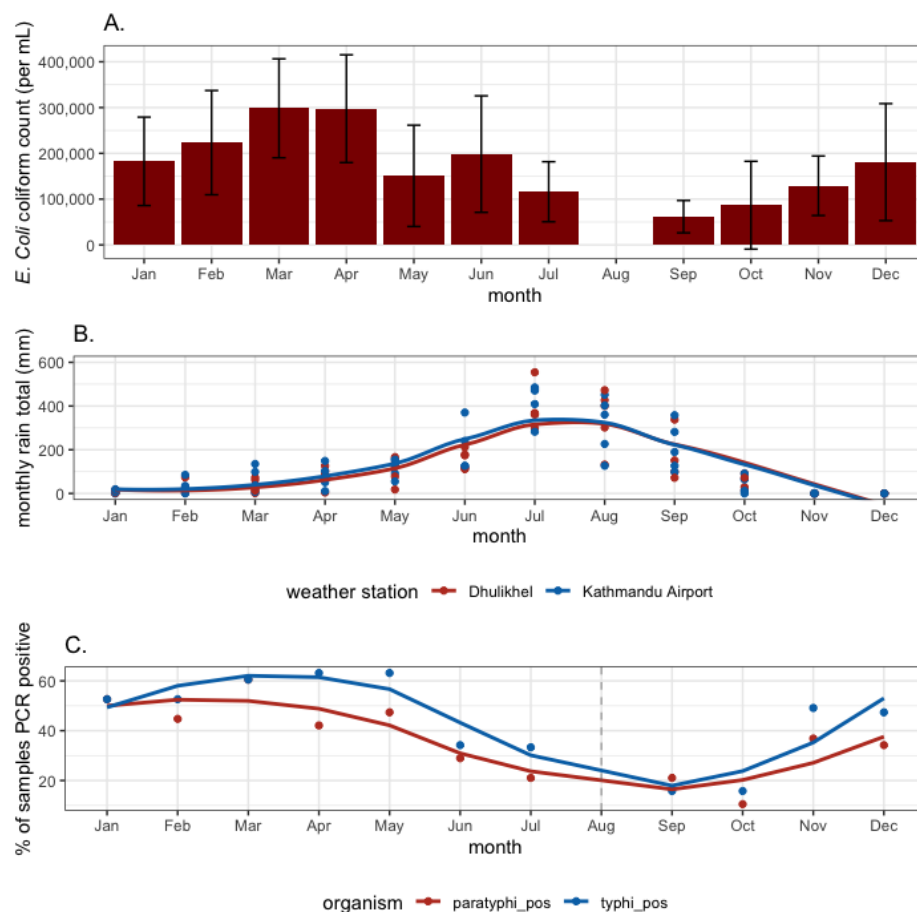 A.
E. Coli coliform count (per mL)
400,000
300,000
200,000
100,000
0
Jan Feb Mar Apr May Jun Jul Aug Sep Oct Nov Dec
month
B.
monthly rain total (mm)
600
400
200
0
Jan Feb Mar Apr May Jun Jul Aug Sep Oct Nov Dec
month
weather station Dhulikhel Kathmandu Airport
C.
% of samples PCR positive
60
40
20
Jan Feb Mar Apr May Jun Jul Aug Sep Oct Nov Dec
month
organism paratyphi_pos typhi_pos